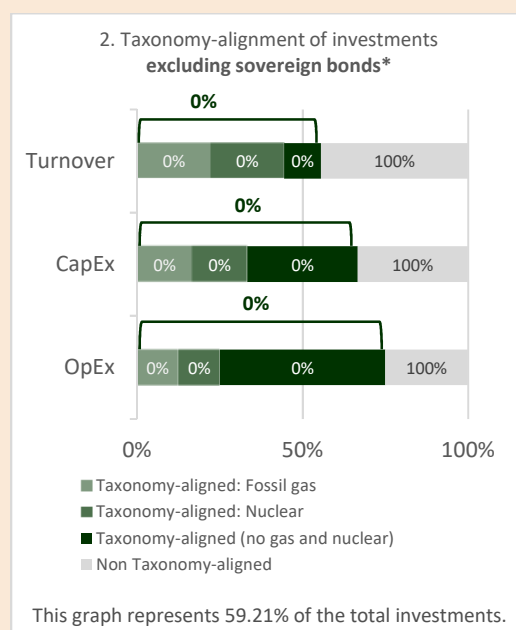 2. Taxonomy-alignment of investments
excluding sovereign bonds*
0%
Turnover
0%
0%
0%
100%
0%
CapEx
0%
0%
0%
100%
0%
OpEx
0%
0%
0%
100%
0%
50%
100%
Taxonomy-aligned: Fossil gas
Taxonomy-aligned: Nuclear
Taxonomy-aligned (no gas and nuclear)
Non Taxonomy-aligned
This graph represents 59.21% of the total investments.